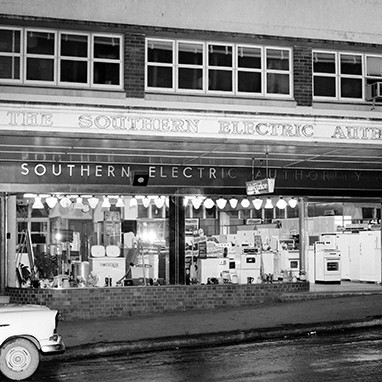 THE SOUTHERN ELECTRIC AUTH
SOUTHERN ELECTRIC AUTHORITY